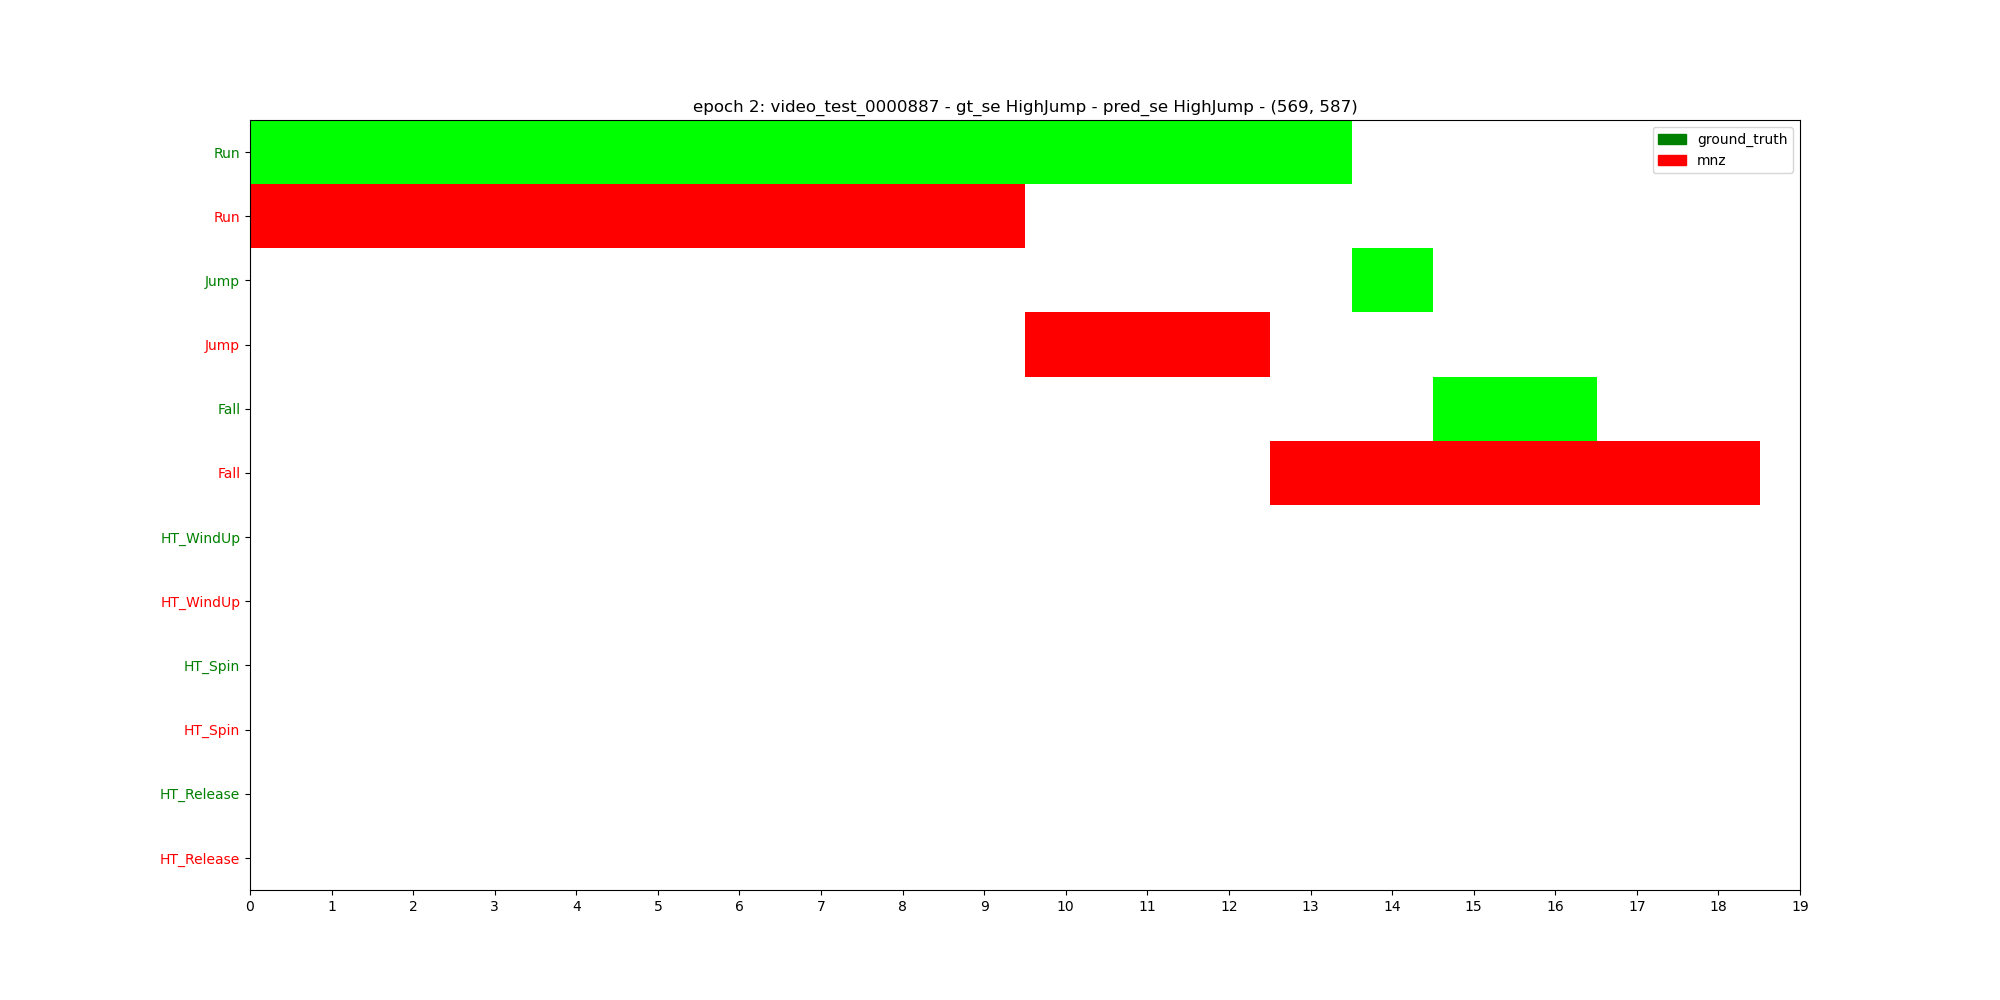 epoch 2: video_test_0000887 - gt_se HighJump - pred_se HighJump - (569, 587)
ground_truth
mnz
Run
Run
Jump
Jump
Fall
Fall
HT_WindUp
HT_WindUp
HT_Spin
HT_Spin
HT_Release
HT_Release
0 1 2 3 4 5 6 7 8 9 10 11 12 13 14 15 16 17 18 19